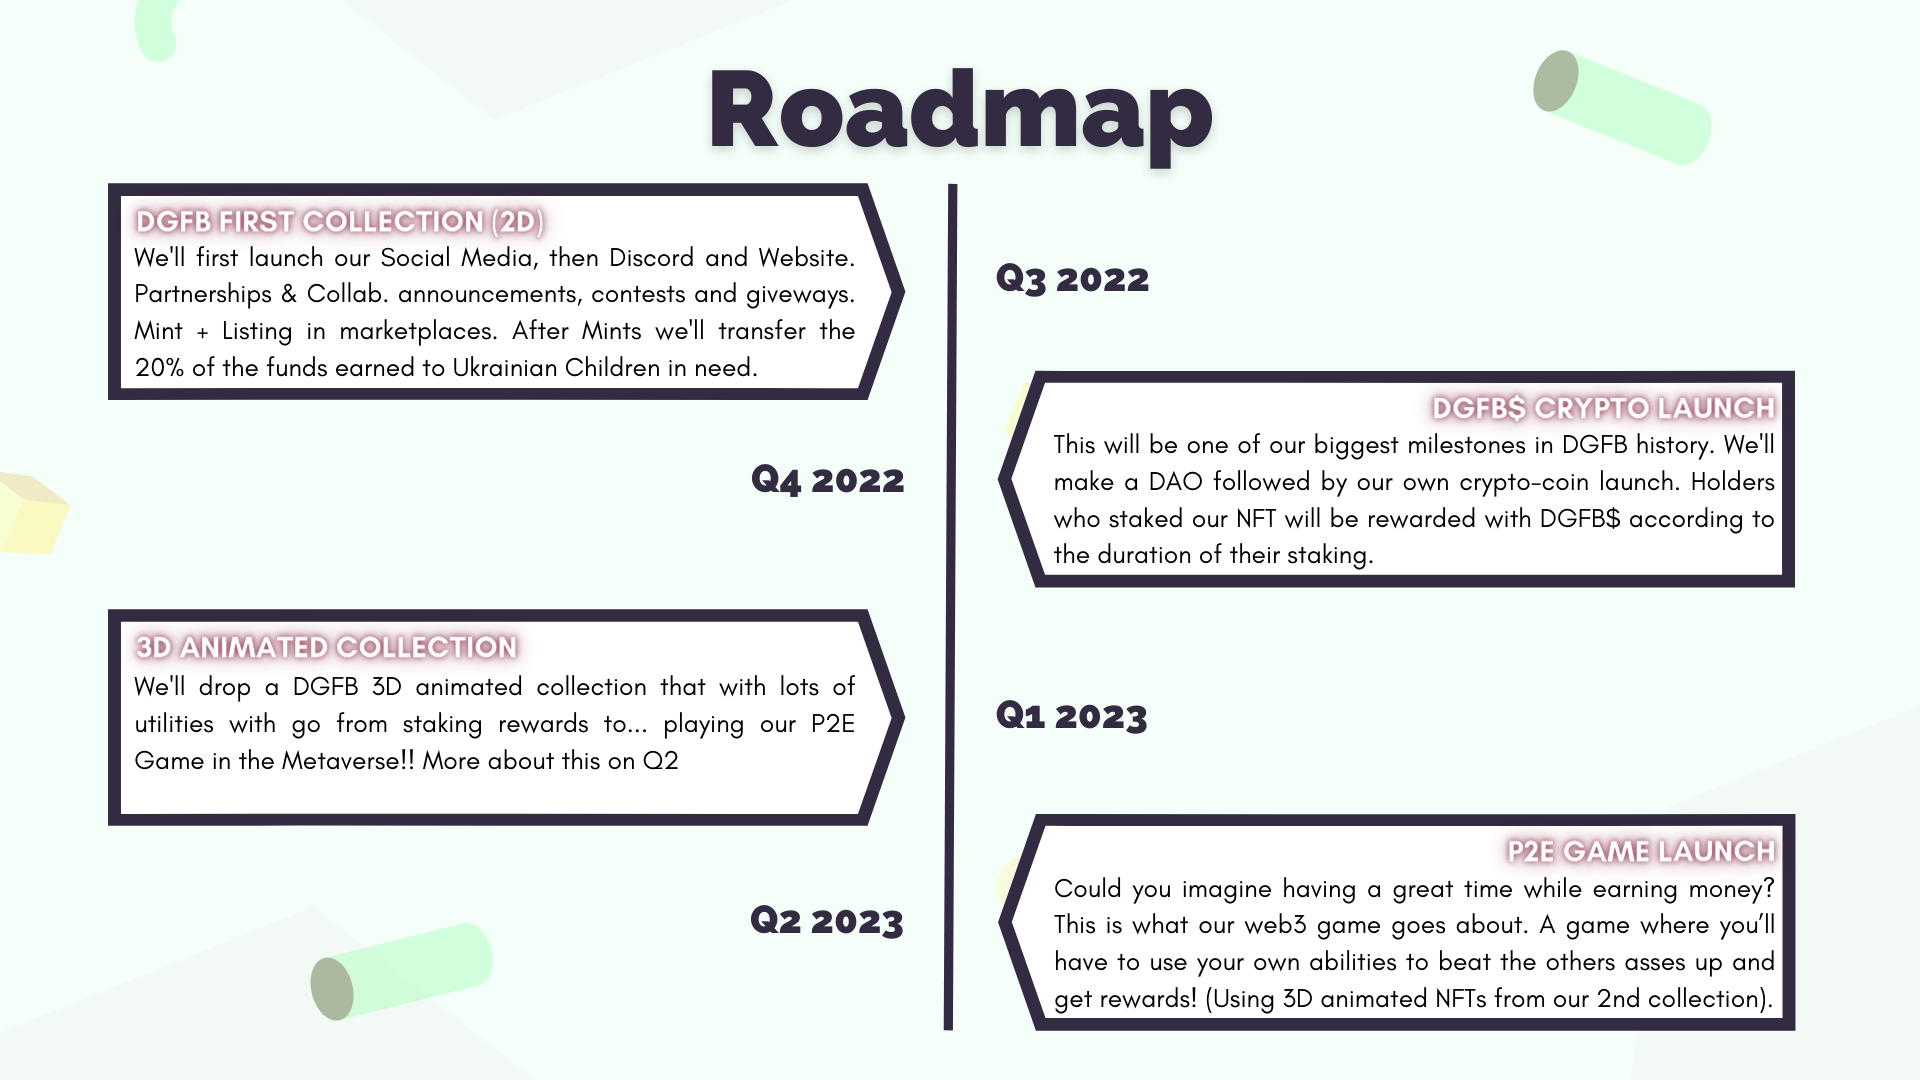 Roadmap
DGFB FIRST COLLECTION (2D)
We'll first launch our Social Media, then Discord and Website.
Partnerships & Collab. announcements, contests and giveways.
Mint + Listing in marketplaces. After Mints we'll transfer the
20% of the funds earned to Ukrainian Children in need.
Q3 2022
DGFB$ CRYPTO LAUNCH
This will be one of our biggest milestones in DGFB history. We'll
make a DAO followed by our own crypto-coin launch. Holders
who staked our NFT will be rewarded with DGFB$ according to
the duration of their staking.
Q4 2022
3D ANIMATED COLLECTION
We'll drop a DGFB 3D animated collection that with lots of
utilities with go from staking rewards to... playing our P2E
Game in the Metaverse!! More about this on Q2
Q1 2023
P2E GAME LAUNCH
Could you imagine having a great time while earning money?
This is what our web3 game goes about. A game where you’ll
have to use your own abilities to beat the others asses up and
get rewards! (Using 3D animated NFTs from our 2nd collection).
Q2 2023